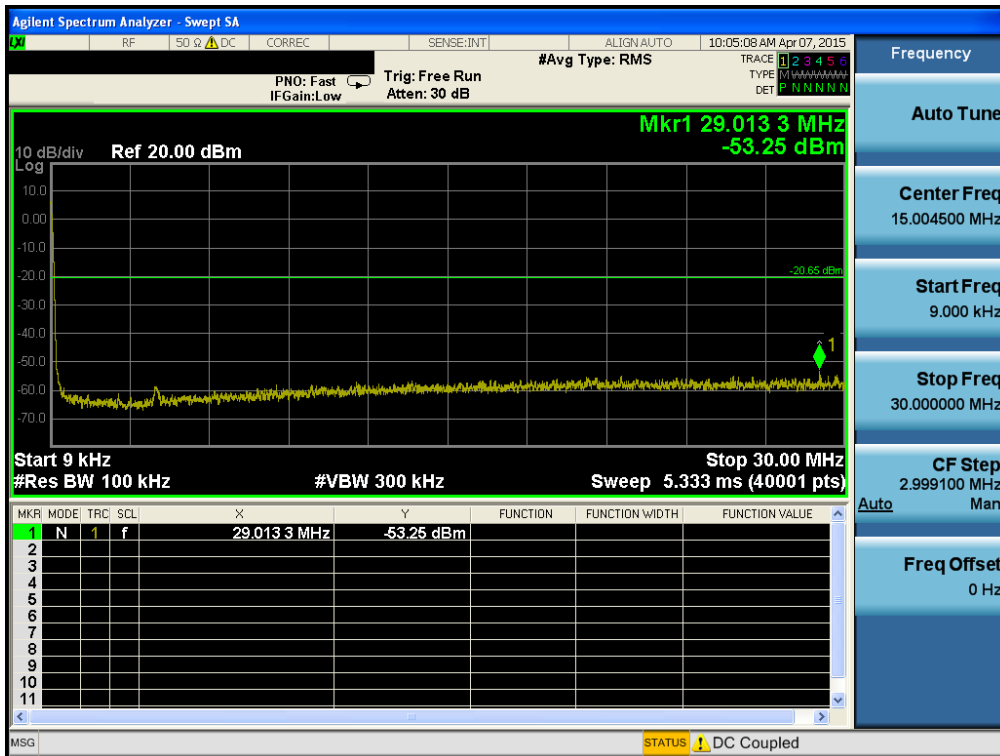 Agilent Spectrum Analyzer - Swept SA
LXI RF 50 Ω DC CORREC SENSE:INT ALIGN AUTO 10:05:08 AM Apr 07, 2015
#Avg Type: RMS
TRACE 1 2 3 4 5 6
TYPE M
DET P N N N N N
PNO: Fast
IFGain:Low
Trig: Free Run
Atten: 30 dB
Mkr1 29.013 3 MHz
-53.25 dBm
10 dB/div
Log
Ref 20.00 dBm
10.0
0.00
-10.0
-20.0
-20.65 dBm
-30.0
-40.0
1
-50.0
-60.0
-70.0
Start 9 kHz
Stop 30.00 MHz
#Res BW 100 kHz
#VBW 300 kHz
Sweep 5.333 ms (40001 pts)
MKR MODE TRC SCL X Y FUNCTION FUNCTION WIDTH FUNCTION VALUE
1 N 1 f 29.013 3 MHz -53.25 dBm
2
3
4
5
6
7
8
9
10
11
MSG
STATUS
DC Coupled
Frequency
Auto Tune
Center Freq
15.004500 MHz
Start Freq
9.000 kHz
Stop Freq
30.000000 MHz
CF Step
2.999100 MHz
Auto Man
Freq Offset
0 Hz